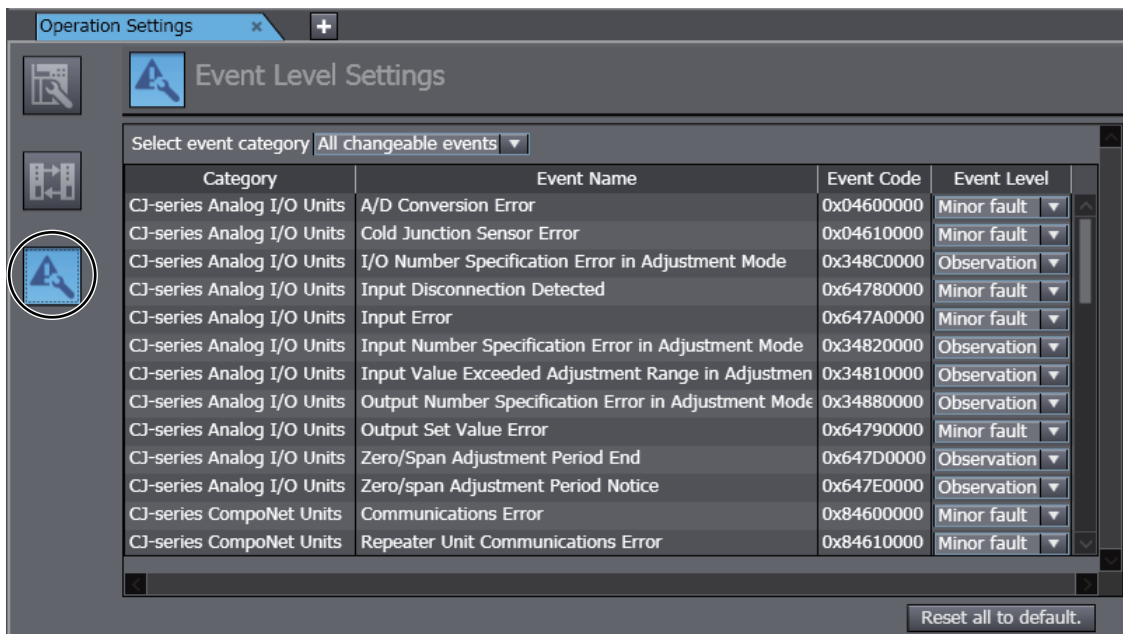 Operation Settings × +
Event Level Settings
Select event category All changeable events ▼
Category Event Name Event Code Event Level
CJ-series Analog I/O Units A/D Conversion Error 0x04600000 Minor fault ▼
CJ-series Analog I/O Units Cold Junction Sensor Error 0x04610000 Minor fault ▼
CJ-series Analog I/O Units I/O Number Specification Error in Adjustment Mode 0x348C0000 Observation ▼
CJ-series Analog I/O Units Input Disconnection Detected 0x64780000 Minor fault ▼
CJ-series Analog I/O Units Input Error 0x647A0000 Minor fault ▼
CJ-series Analog I/O Units Input Number Specification Error in Adjustment Mode 0x34820000 Observation ▼
CJ-series Analog I/O Units Input Value Exceeded Adjustment Range in Adjustmen 0x34810000 Observation ▼
CJ-series Analog I/O Units Output Number Specification Error in Adjustment Mode 0x34880000 Observation ▼
CJ-series Analog I/O Units Output Set Value Error 0x64790000 Minor fault ▼
CJ-series Analog I/O Units Zero/Span Adjustment Period End 0x647D0000 Observation ▼
CJ-series Analog I/O Units Zero/span Adjustment Period Notice 0x647E0000 Observation ▼
CJ-series CompoNet Units Communications Error 0x84600000 Minor fault ▼
CJ-series CompoNet Units Repeater Unit Communications Error 0x84610000 Minor fault ▼
Reset all to default.